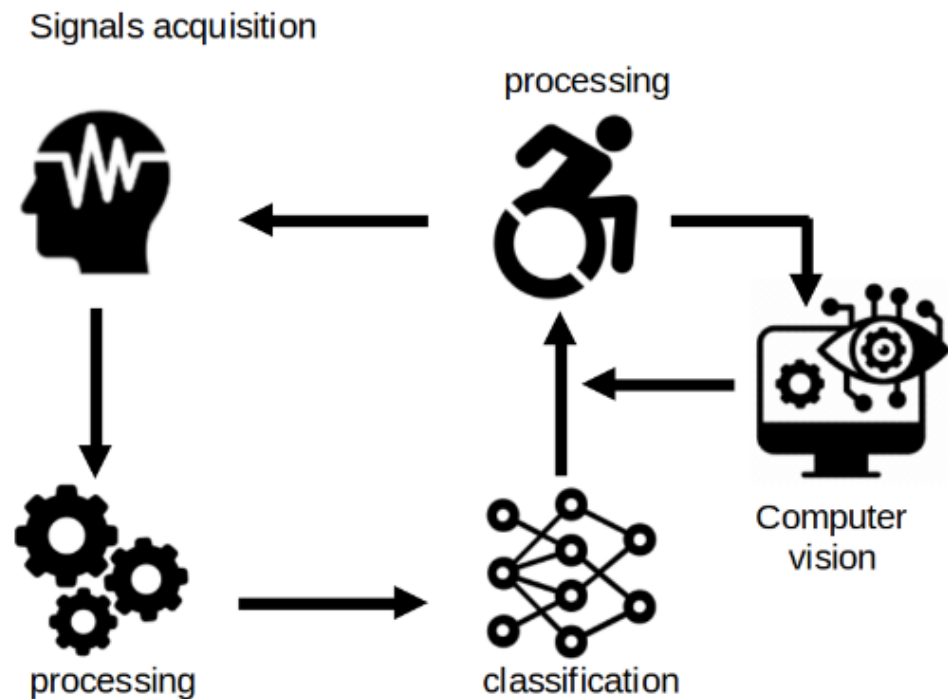 Signals acquisition
processing
Computer
vision
processing
classification